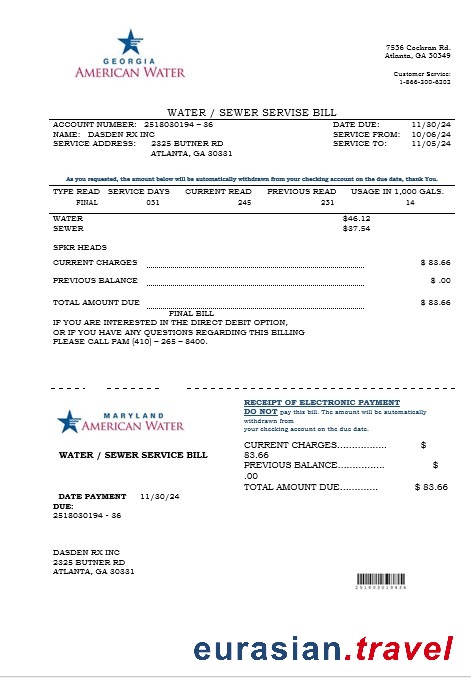 GEORGIA
AMERICAN WATER
7536 Cochran Rd.
Atlanta, GA 30349
Customer Service:
1-866-300-6202
WATER / SEWER SERVISE BILL
ACCOUNT NUMBER: 2518030194 – 36 DATE DUE: 11/30/24
NAME: DASDEN RX INC SERVICE FROM: 10/06/24
SERVICE ADDRESS: 2325 BUTNER RD SERVICE TO: 11/05/24
ATLANTA, GA 30331
As you requested, the amount below will be automatically withdrawn from your checking account on the due date, thank You.
TYPE READ SERVICE DAYS CURRENT READ PREVIOUS READ USAGE IN 1,000 GALS.
FINAL 031 245 231 14
WATER $46.12
SEWER $37.54
SPKR HEADS
CURRENT CHARGES $ 83.66
PREVIOUS BALANCE $ .00
TOTAL AMOUNT DUE $ 83.66
FINAL BILL
IF YOU ARE INTERESTED IN THE DIRECT DEBIT OPTION,
OR IF YOU HAVE ANY QUESTIONS REGARDING THIS BILLING
PLEASE CALL PAM (410) – 265 – 8400.
MARYLAND
AMERICAN WATER
WATER / SEWER SERVICE BILL
DATE PAYMENT 11/30/24
DUE:
2518030194 - 36
DASDEN RX INC
2325 BUTNER RD
ATLANTA, GA 30331
RECEIPT OF ELECTRONIC PAYMENT
DO NOT pay this bill. The amount will be automatically
withdrawn from
your checking account on the due date.
CURRENT CHARGES................. $
83.66
PREVIOUS BALANCE................ $
.00
TOTAL AMOUNT DUE............. $ 83.66
251803019436
eurasian.travel